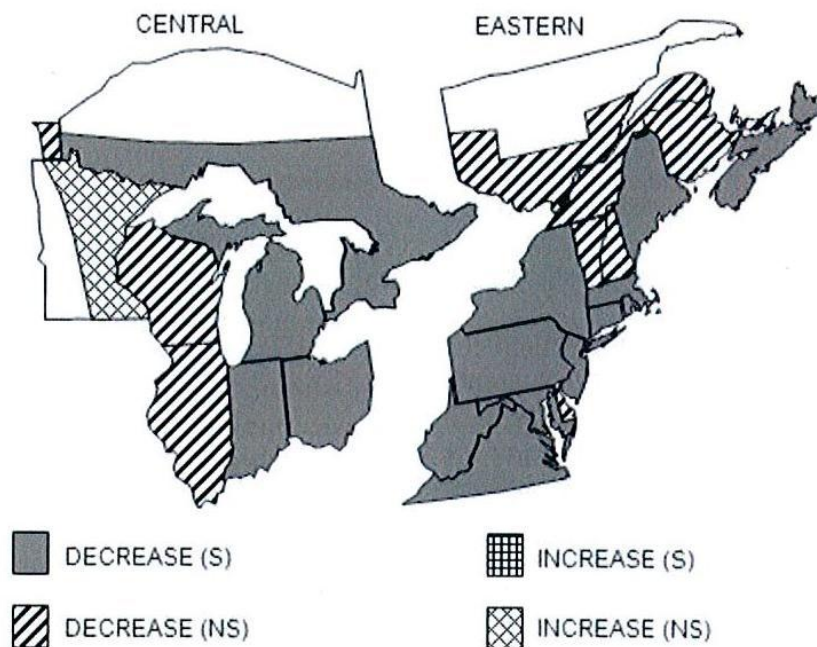 CENTRAL
EASTERN
DECREASE (S)
INCREASE (S)
DECREASE (NS)
INCREASE (NS)